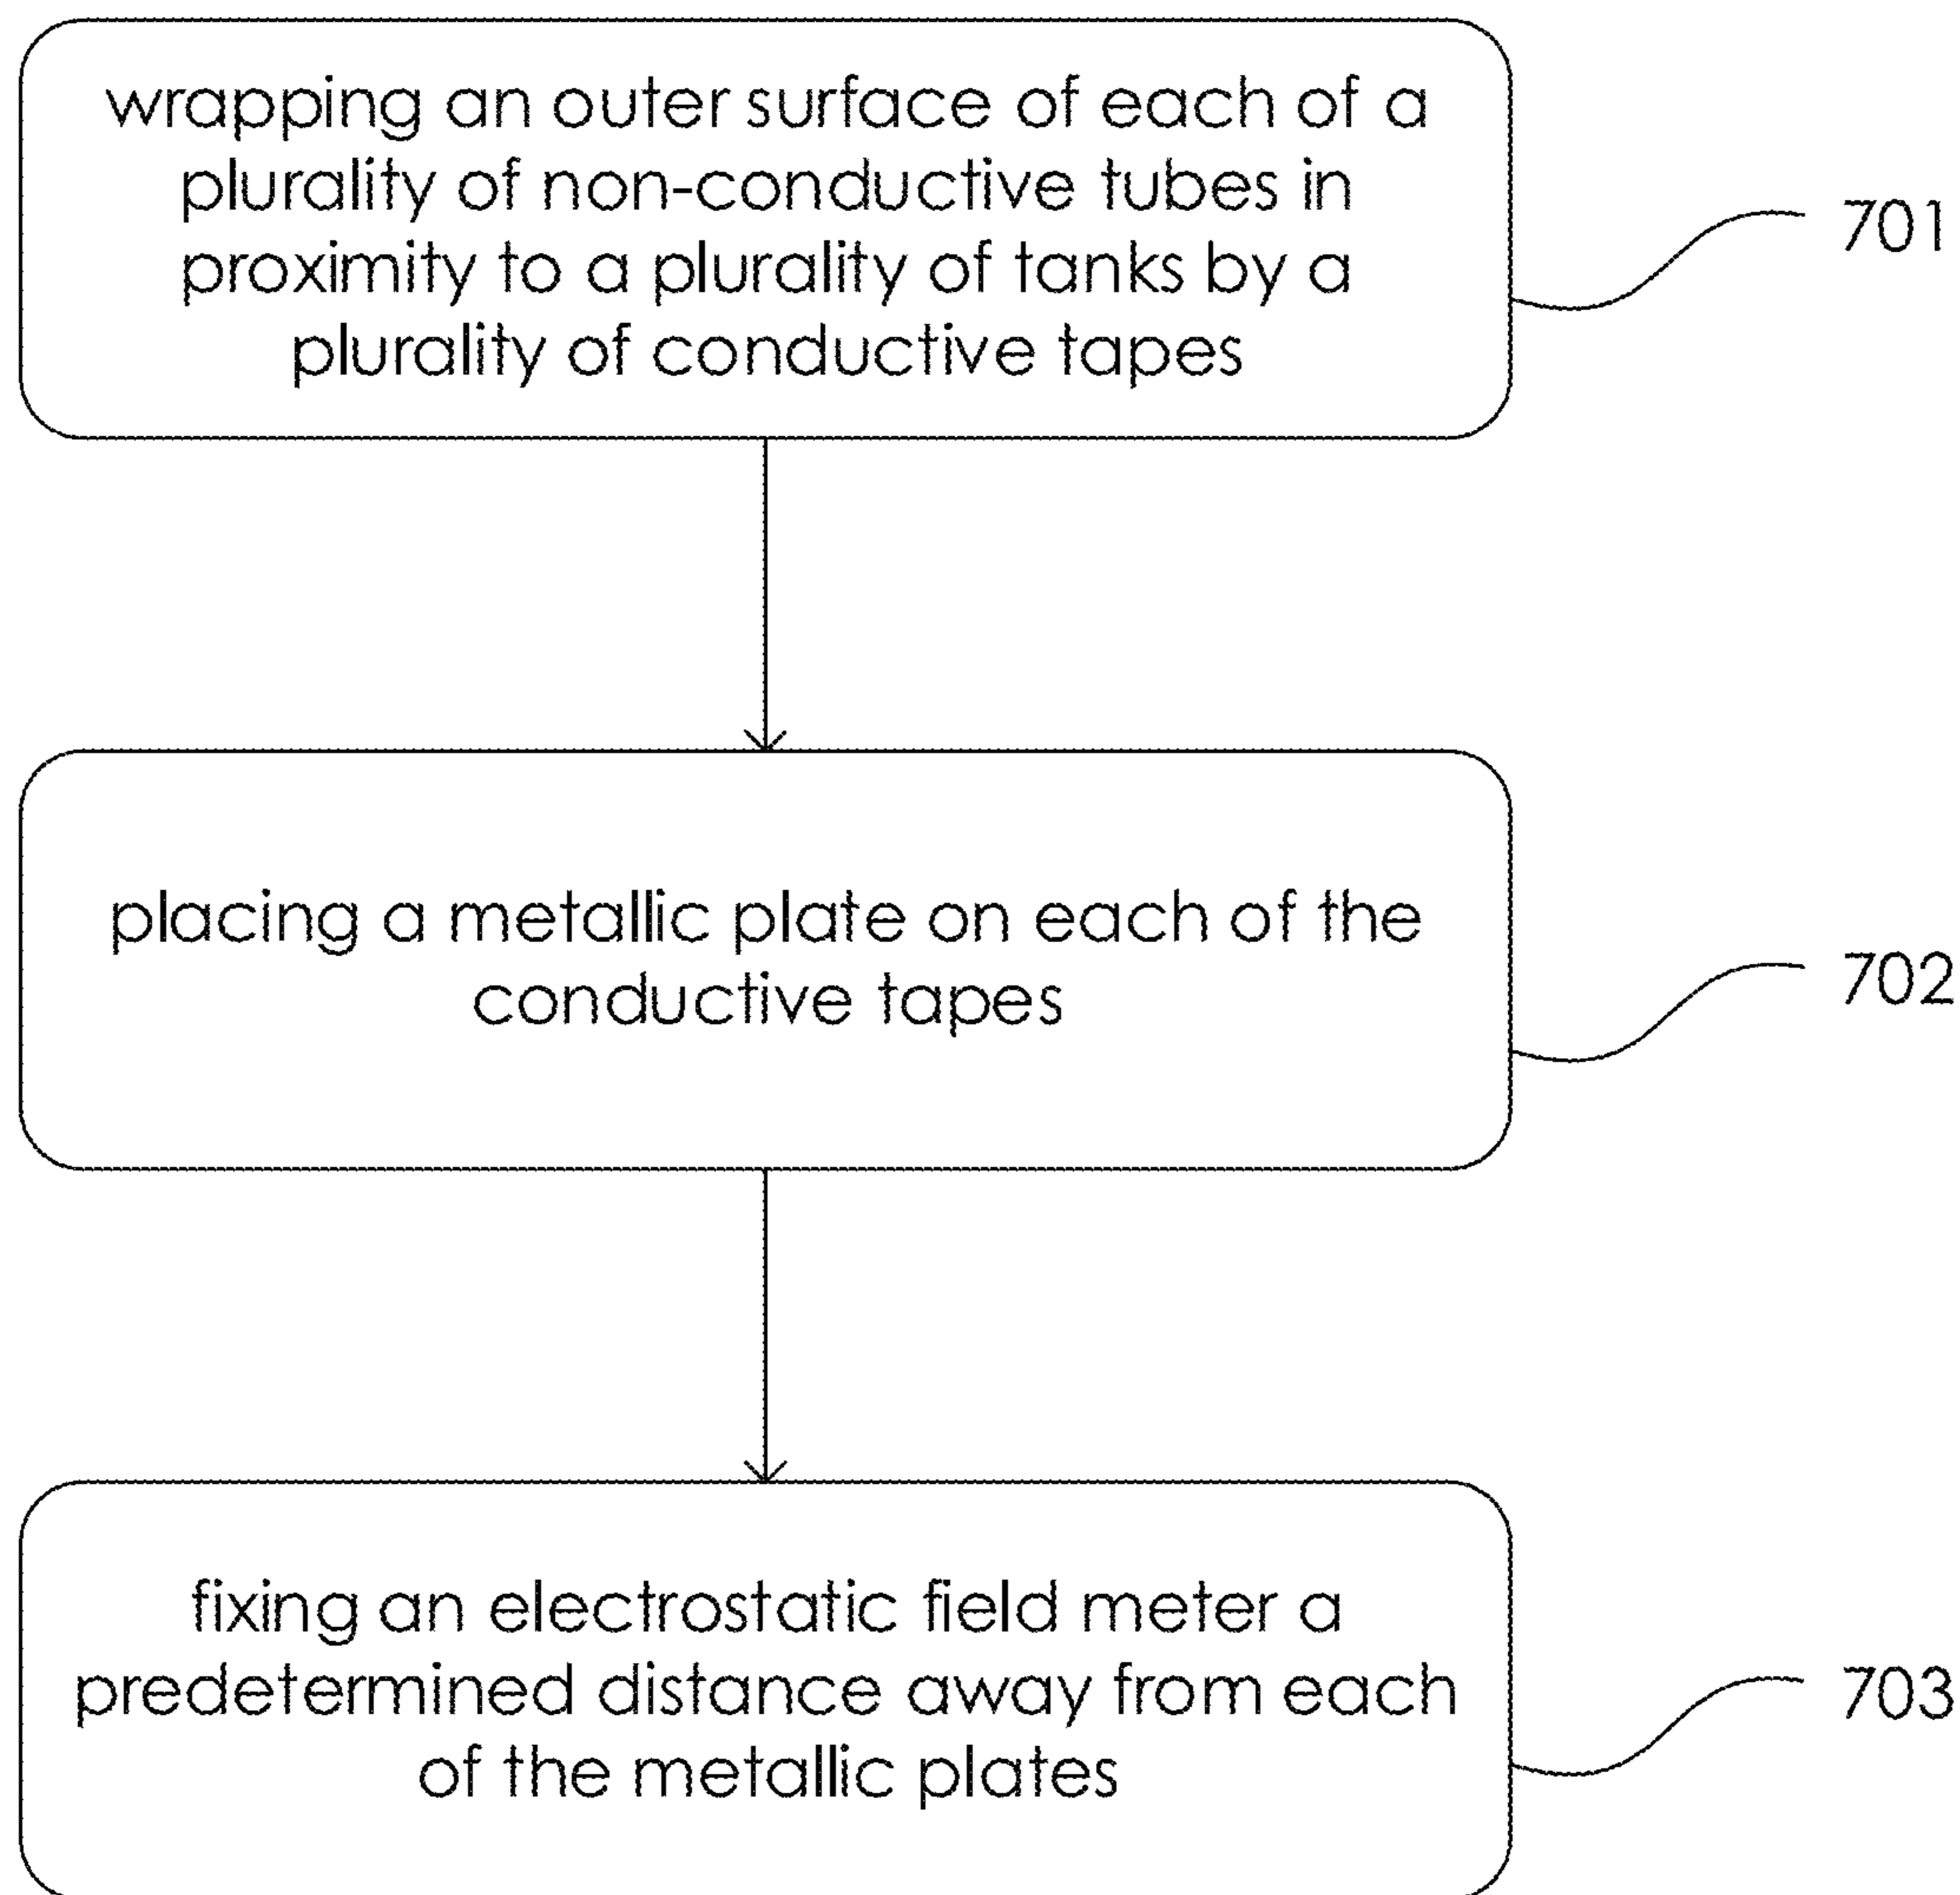 wrapping an outer surface of each of a
plurality of non-conductive tubes in
proximity to a plurality of tanks by a
plurality of conductive tapes
701
placing a metallic plate on each of the
conductive tapes
702
fixing an electrostatic field meter a
predetermined distance away from each
of the metallic plates
703